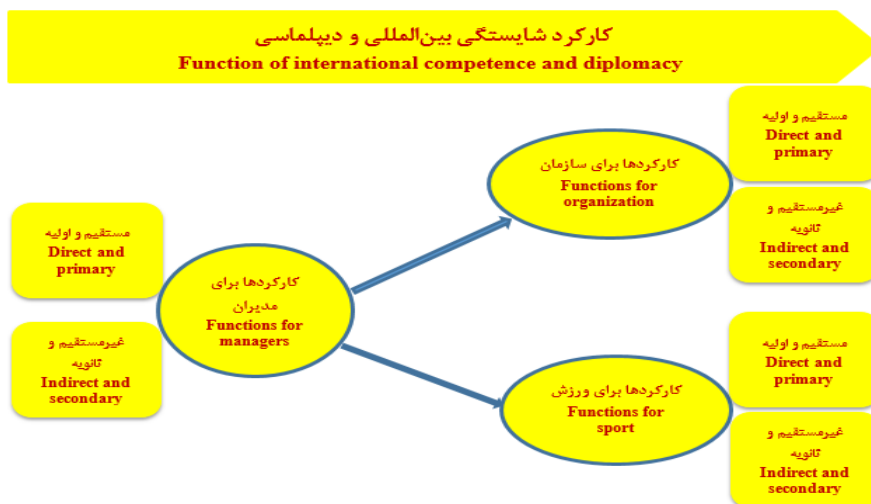 کارکرد شایستگی بین‌المللی و دیپلماسی
Function of international competence and diplomacy
مستقیم و اولیه
Direct and
primary
غیرمستقیم و
ثانویه
Indirect and
secondary
کارکردها برای
مدیران
Functions for
managers
کارکردها برای سازمان
Functions for
organization
مستقیم و اولیه
Direct and
primary
غیرمستقیم و
ثانویه
Indirect and
secondary
کارکردها برای ورزش
Functions for
sport
مستقیم و اولیه
Direct and
primary
غیرمستقیم و
ثانویه
Indirect and
secondary